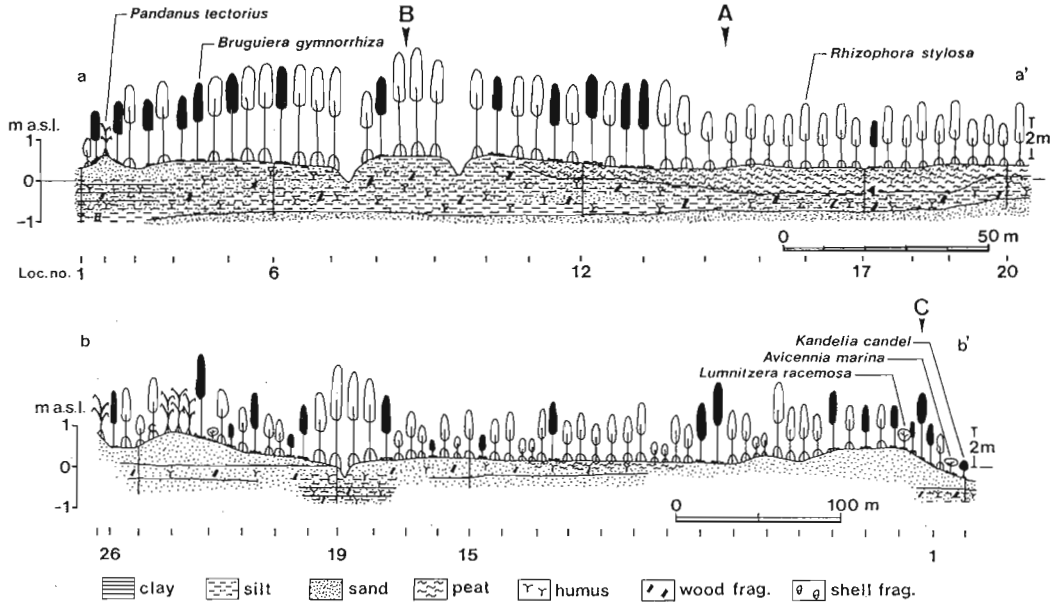 Pandanus tectorius
B
A
Bruguiera gymnorrhiza
Rhizophora stylosa
a
a'
m a.s.l.
1
0
-1
2m
0 50 m
Loc.no. 1 6 12 17 20
C
b
b'
Kandelia candel
Avicennia marina
Lumnitzera racemosa
m a.s.l.
1
0
-1
2m
0 100 m
26 19 15 1
clay silt sand peat humus wood frag. shell frag.